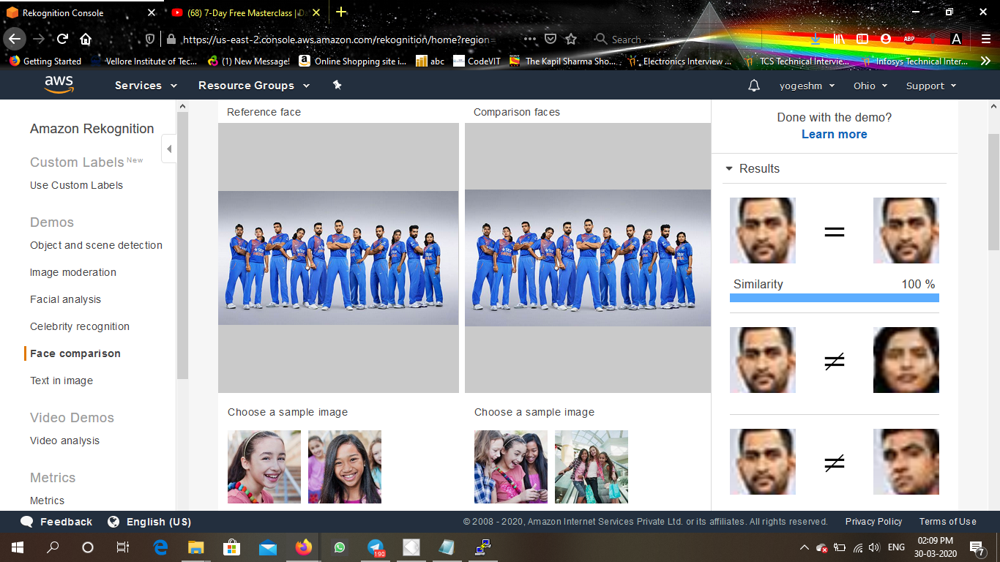 Rekognition Console
(68) 7-Day Free Masterclass | Da
https://us-east-2.console.aws.amazon.com/rekognition/home?region=
Search
ABP
A
Getting Started
Vellore Institute of Tec...
(1) New Message!
Online Shopping site i...
abc
CodeVIT
The Kapil Sharma Sho...
Electronics Interview ...
TCS Technical Intervie...
Infosys Technical Inter...
aws
Services
Resource Groups
yogeshm
Ohio
Support
Amazon Rekognition
Custom Labels New
Use Custom Labels
Demos
Object and scene detection
Image moderation
Facial analysis
Celebrity recognition
Face comparison
Text in image
Video Demos
Video analysis
Metrics
Metrics
Reference face
Comparison faces
Choose a sample image
Choose a sample image
Done with the demo?
Learn more
Results
=
Similarity 100 %
≠
≠
Feedback
English (US)
© 2008 - 2020, Amazon Internet Services Private Ltd. or its affiliates. All rights reserved.
Privacy Policy
Terms of Use
190
ENG
02:09 PM
30-03-2020
7